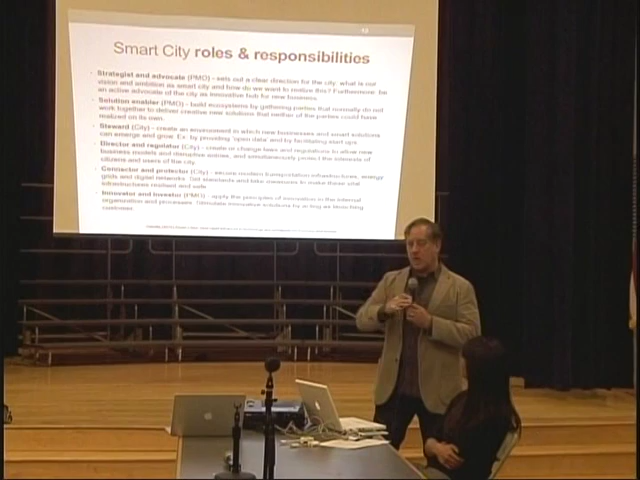 12
Smart City roles & responsibilities
Strategist and advocate (PMO) - sets out a clear direction for the city: what is our
vision and ambition as smart city and how do we want to realize this? Furthermore: be
an active advocate of the city as innovative hub for new business.
Solution enabler (PMO) - build ecosystems by gathering parties that normally do not
work together to deliver creative new solutions that neither of the parties could have
realized on its own.
Steward (City) - create an environment in which new businesses and smart solutions
can emerge and grow. Ex. by providing 'open data' and by facilitating start ups.
Director and regulator (City) - create or change laws and regulations to allow new
business models and disruptive entries, and simultaneously protect the interests of
citizens and users of the city.
Connector and protector (City) - secure modern transportation infrastructures, energy
grids and digital networks. Set standards and take measures to make these vital
infrastructures resilient and safe.
Innovator and investor (PMO) - apply the principles of innovation in the internal
organization and processes. Stimulate innovative solutions by acting as launching
customer.